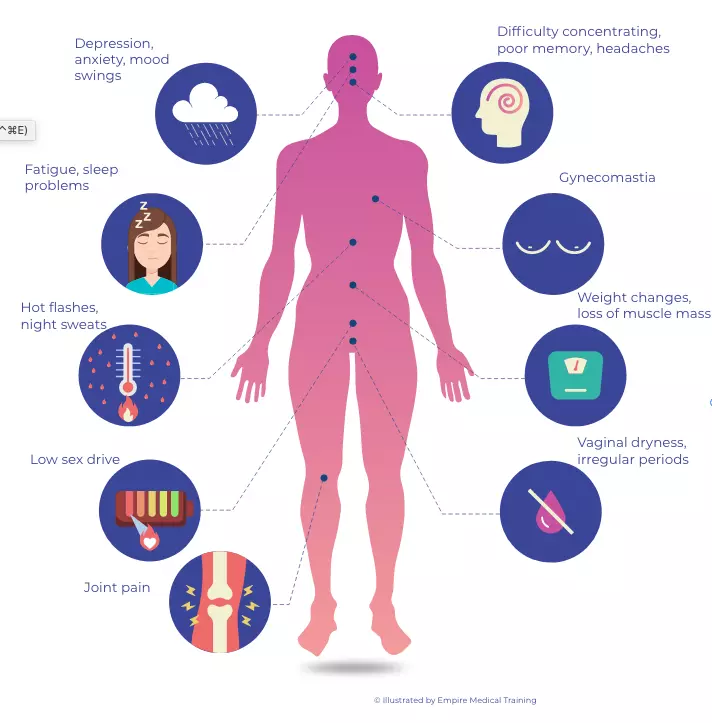 Depression,
anxiety, mood
swings
Difficulty concentrating,
poor memory, headaches
^⌘E)
Fatigue, sleep
problems
z
z
z
Gynecomastia
Hot flashes,
night sweats
Weight changes,
loss of muscle mass
Low sex drive
Vaginal dryness,
irregular periods
Joint pain
© Illustrated by Empire Medical Training